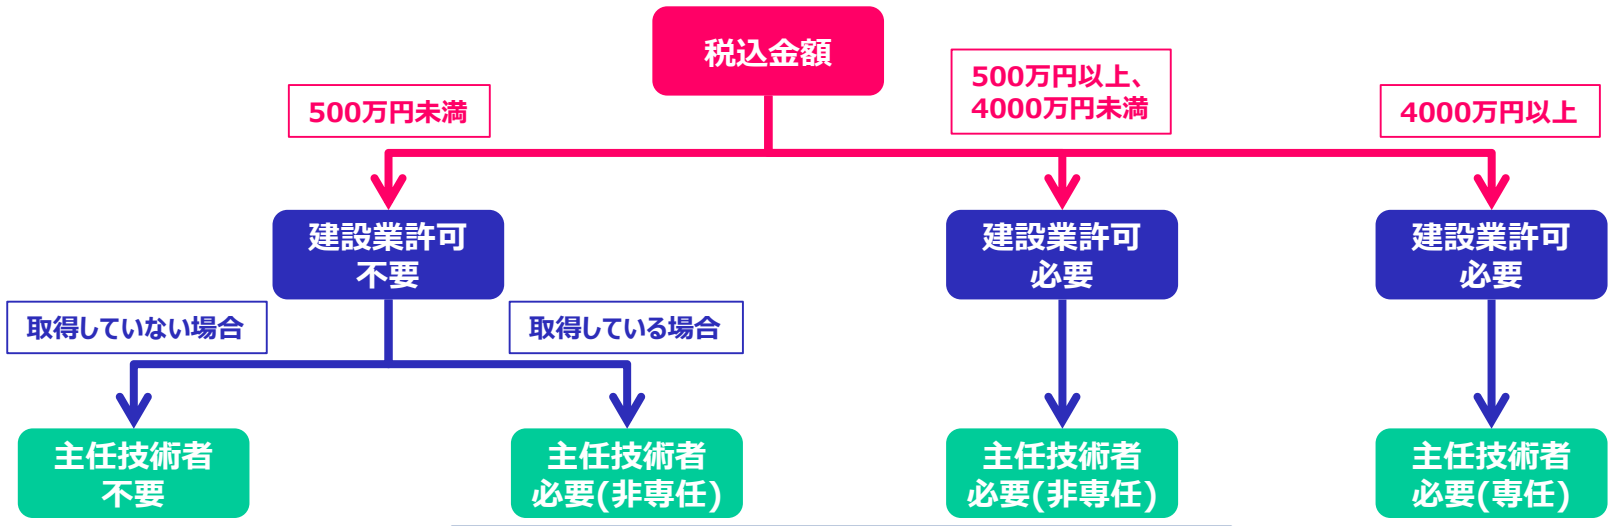 税込金額
500万円未満
500万円以上、
4000万円未満
4000万円以上
建設業許可
不要
建設業許可
必要
建設業許可
必要
取得していない場合
取得している場合
主任技術者
不要
主任技術者
必要(非専任)
主任技術者
必要(非専任)
主任技術者
必要(専任)